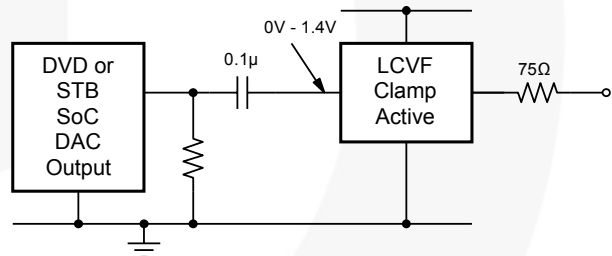 DVD or
STB
SoC
DAC
Output
0.1µ
0V - 1.4V
LCVF
Clamp
Active
75Ω